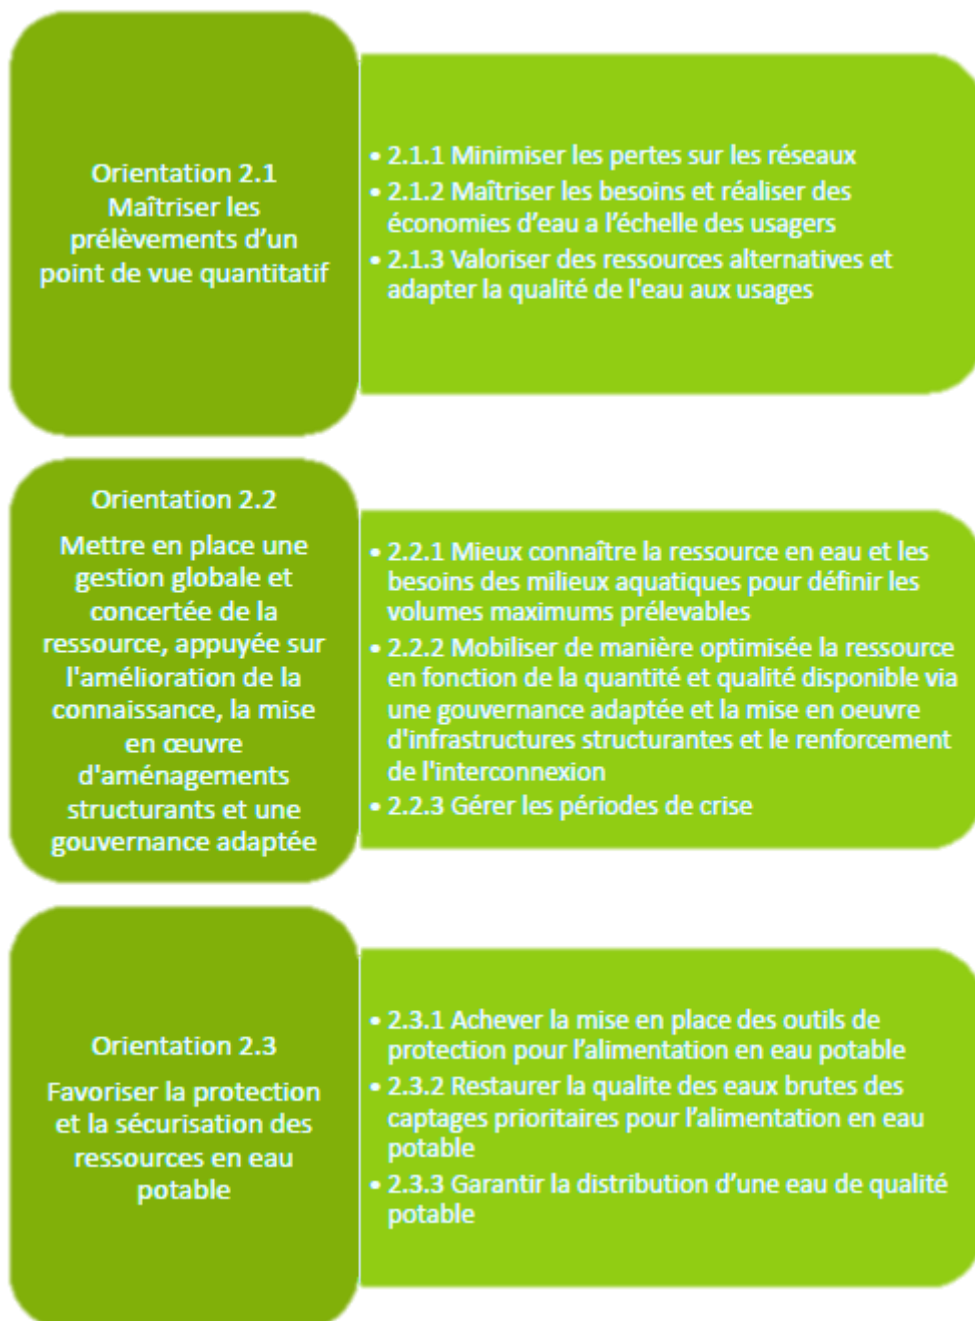 Orientation 2.1
Maîtriser les
prélèvements d’un
point de vue quantitatif
• 2.1.1 Minimiser les pertes sur les réseaux
• 2.1.2 Maîtriser les besoins et réaliser des
économies d’eau a l’échelle des usagers
• 2.1.3 Valoriser des ressources alternatives et
adapter la qualité de l'eau aux usages
Orientation 2.2
Mettre en place une
gestion globale et
concertée de la
ressource, appuyée sur
l'amélioration de la
connaissance, la mise
en œuvre
d'aménagements
structurants et une
gouvernance adaptée
• 2.2.1 Mieux connaître la ressource en eau et les
besoins des milieux aquatiques pour définir les
volumes maximums prélevables
• 2.2.2 Mobiliser de manière optimisée la ressource
en fonction de la quantité et qualité disponible via
une gouvernance adaptée et la mise en oeuvre
d'infrastructures structurantes et le renforcement
de l'interconnexion
• 2.2.3 Gérer les périodes de crise
Orientation 2.3
Favoriser la protection
et la sécurisation des
ressources en eau
potable
• 2.3.1 Achever la mise en place des outils de
protection pour l’alimentation en eau potable
• 2.3.2 Restaurer la qualite des eaux brutes des
captages prioritaires pour l’alimentation en eau
potable
• 2.3.3 Garantir la distribution d’une eau de qualité
potable